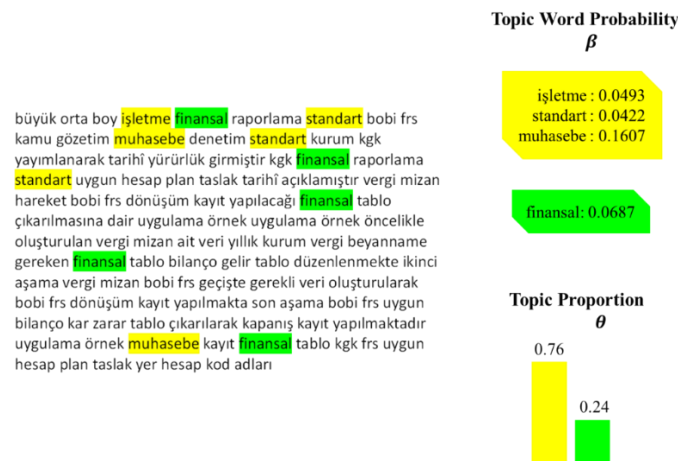 büyük orta boy işletme finansal raporlama standart bobi frs
kamu gözetim muhasebe denetim standart kurum kgk
yayımlanarak tarihî yürürlük girmiştir kgk finansal raporlama
standart uygun hesap plan taslak tarihî açıklamıştır vergi mizan
hareket bobi frs dönüşüm kayıt yapılacağı finansal tablo
çıkarılmasına dair uygulama örnek uygulama örnek öncelikle
oluşturulan vergi mizan ait veri yıllık kurum vergi beyanname
gereken finansal tablo bilanço gelir tablo düzenlenmekte ikinci
aşama vergi mizan bobi frs geçişte gerekli veri oluşturularak
bobi frs dönüşüm kayıt yapılmakta son aşama bobi frs uygun
bilanço kar zarar tablo çıkarılarak kapanış kayıt yapılmaktadır
uygulama örnek muhasebe kayıt finansal tablo kgk frs uygun
hesap plan taslak yer hesap kod adları
Topic Word Probability
β
işletme : 0.0493
standart : 0.0422
muhasebe : 0.1607
finansal: 0.0687
Topic Proportion
θ
0.76
0.24